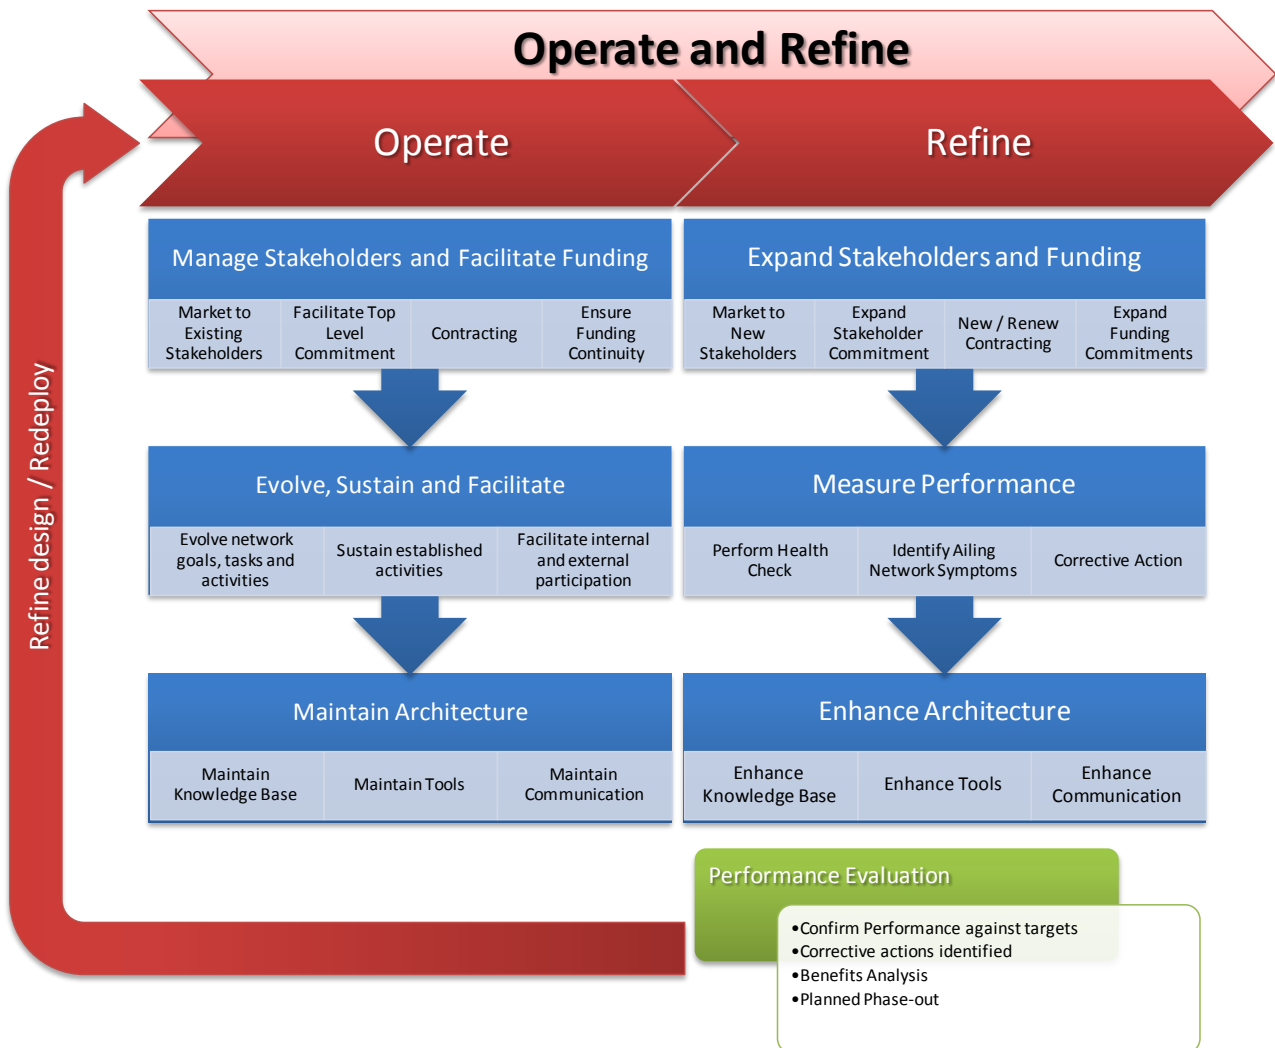 Operate and Refine
Operate
Refine
Refine design / Redeploy
Manage Stakeholders and Facilitate Funding
Market to
Existing
Stakeholders
Facilitate Top
Level
Commitment
Contracting
Ensure
Funding
Continuity
Expand Stakeholders and Funding
Market to
New
Stakeholders
Expand
Stakeholder
Commitment
New / Renew
Contracting
Expand
Funding
Commitments
Evolve, Sustain and Facilitate
Evolve network
goals, tasks and
activities
Sustain established
activities
Facilitate internal
and external
participation
Measure Performance
Perform Health
Check
Identify Ailing
Network Symptoms
Corrective Action
Maintain Architecture
Maintain
Knowledge Base
Maintain Tools
Maintain
Communication
Enhance Architecture
Enhance
Knowledge Base
Enhance Tools
Enhance
Communication
Performance Evaluation
•Confirm Performance against targets
•Corrective actions identified
•Benefits Analysis
•Planned Phase-out